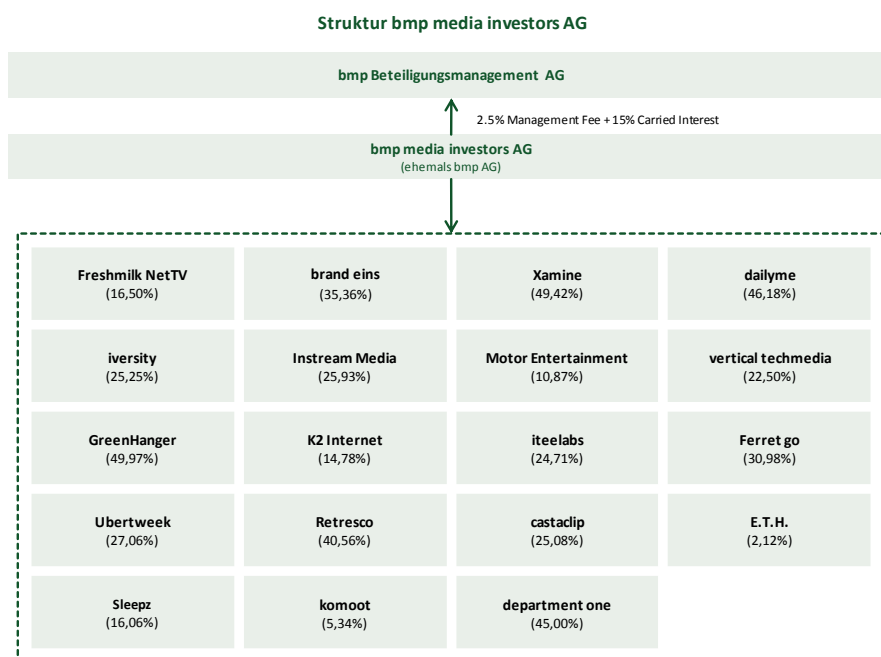 Struktur bmp media investors AG
bmp Beteiligungsmanagement AG
2.5% Management Fee + 15% Carried Interest
bmp media investors AG
(ehemals bmp AG)
Freshmilk NetTV
(16,50%)
brand eins
(35,36%)
Xamine
(49,42%)
dailyme
(46,18%)
iversity
(25,25%)
Instream Media
(25,93%)
Motor Entertainment
(10,87%)
vertical techmedia
(22,50%)
GreenHanger
(49,97%)
K2 Internet
(14,78%)
iteelabs
(24,71%)
Ferret go
(30,98%)
Ubertweek
(27,06%)
Retresco
(40,56%)
castaclip
(25,08%)
E.T.H.
(2,12%)
Sleepz
(16,06%)
komoot
(5,34%)
department one
(45,00%)